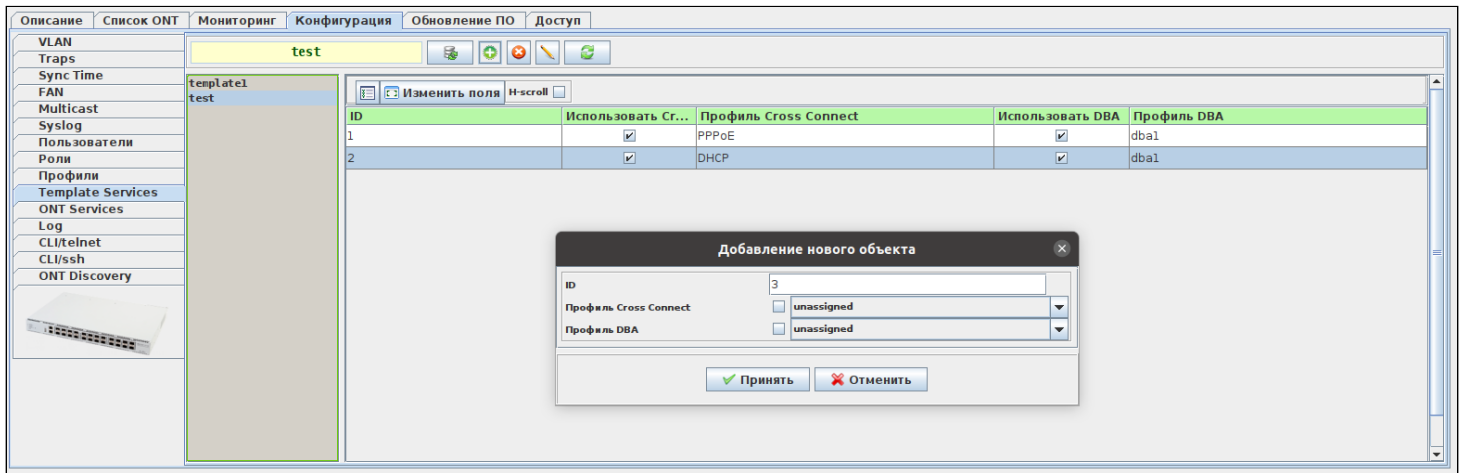 Описание Список ONT Мониторинг Конфигурация Обновление ПО Доступ
VLAN
Traps
Sync Time
FAN
Multicast
Syslog
Пользователи
Роли
Профили
Template Services
ONT Services
Log
CLI/telnet
CLI/ssh
ONT Discovery
test
template1
test
Изменить поля H-scroll
ID Использовать Cr... Профиль Cross Connect Использовать DBA Профиль DBA
1 PPPoE dba1
2 DHCP dba1
Добавление нового объекта
ID 3
Профиль Cross Connect unassigned
Профиль DBA unassigned
Принять Отменить